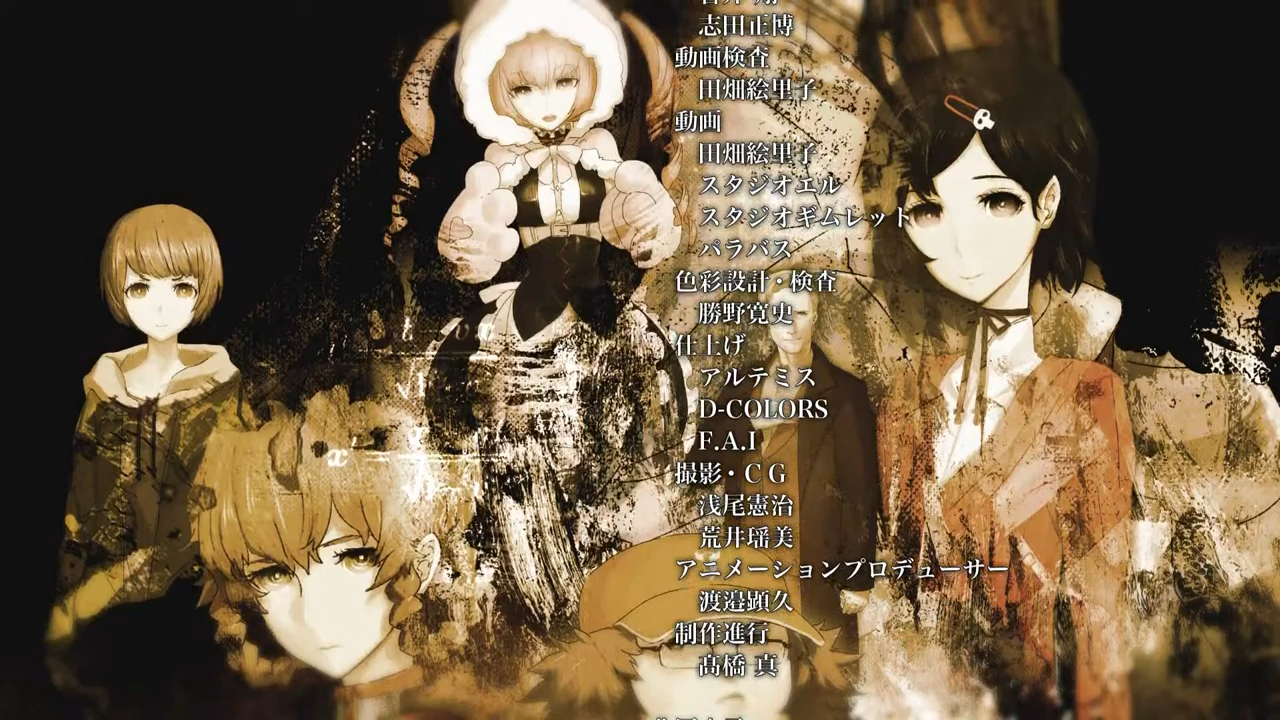 志田正博
動画検査
田畑絵里子
動画
田畑絵里子
スタジオエル
スタジオギムレット
パラバス
色彩設計・検査
勝野寛史
仕上げ
アルテミス
D-COLORS
F.A.I
撮影・ＣＧ
浅尾憲治
荒井瑶美
アニメーションプロデューサー
渡邉顕久
制作進行
髙橋 真